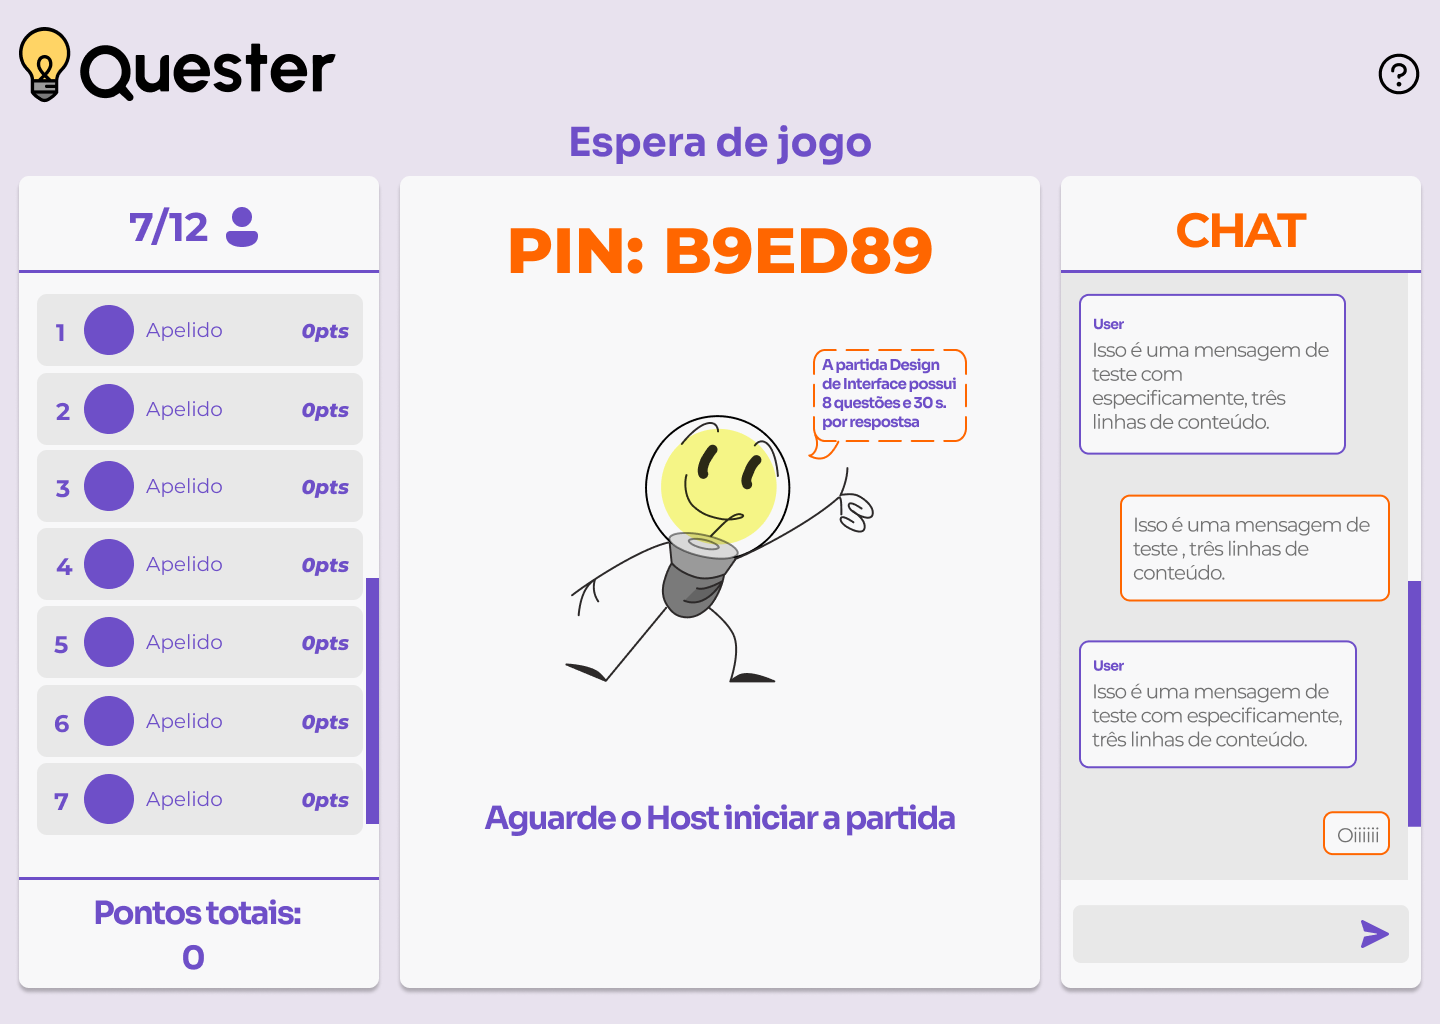 Quester
?
Espera de jogo
7/12
1 Apelido 0pts
2 Apelido 0pts
3 Apelido 0pts
4 Apelido 0pts
5 Apelido 0pts
6 Apelido 0pts
7 Apelido 0pts
Pontos totais:
0
PIN: B9ED89
A partida Design
de Interface possui
8 questões e 30 s.
por respostsa
Aguarde o Host iniciar a partida
CHAT
User
Isso é uma mensagem de
teste com
especificamente, três
linhas de conteúdo.
Isso é uma mensagem de
teste , três linhas de
conteúdo.
User
Isso é uma mensagem de
teste com especificamente,
três linhas de conteúdo.
Oiiiiii